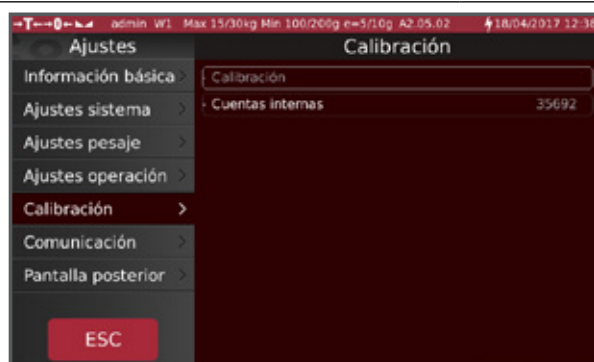 →T←→0← admin W1 Max 15/30kg Min 100/200g e=5/10g A2.05.02 18/04/2017 12:38
Ajustes
Calibración
Información básica >
Ajustes sistema >
Ajustes pesaje >
Ajustes operación >
Calibración >
Comunicación >
Pantalla posterior >
ESC
Calibración
Cuentas internas 35692